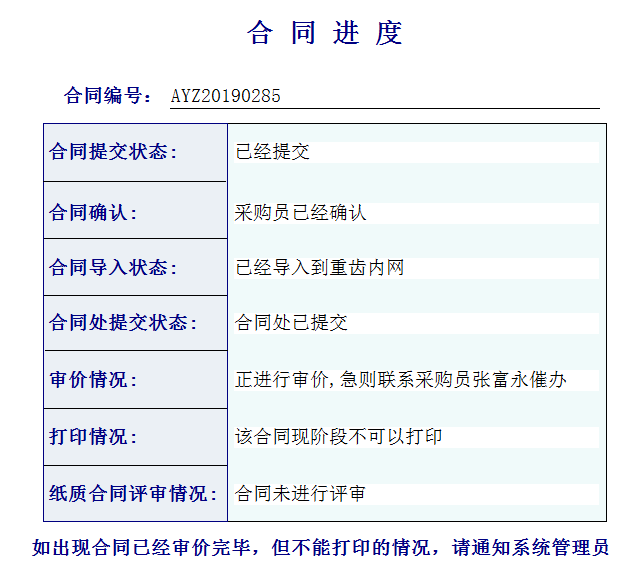 合同进度
合同编号： AYZ20190285
合同提交状态: 已经提交
合同确认: 采购员已经确认
合同导入状态: 已经导入到重齿内网
合同处提交状态: 合同处已提交
审价情况: 正进行审价,急则联系采购员张富永催办
打印情况: 该合同现阶段不可以打印
纸质合同评审情况: 合同未进行评审
如出现合同已经审价完毕，但不能打印的情况，请通知系统管理员